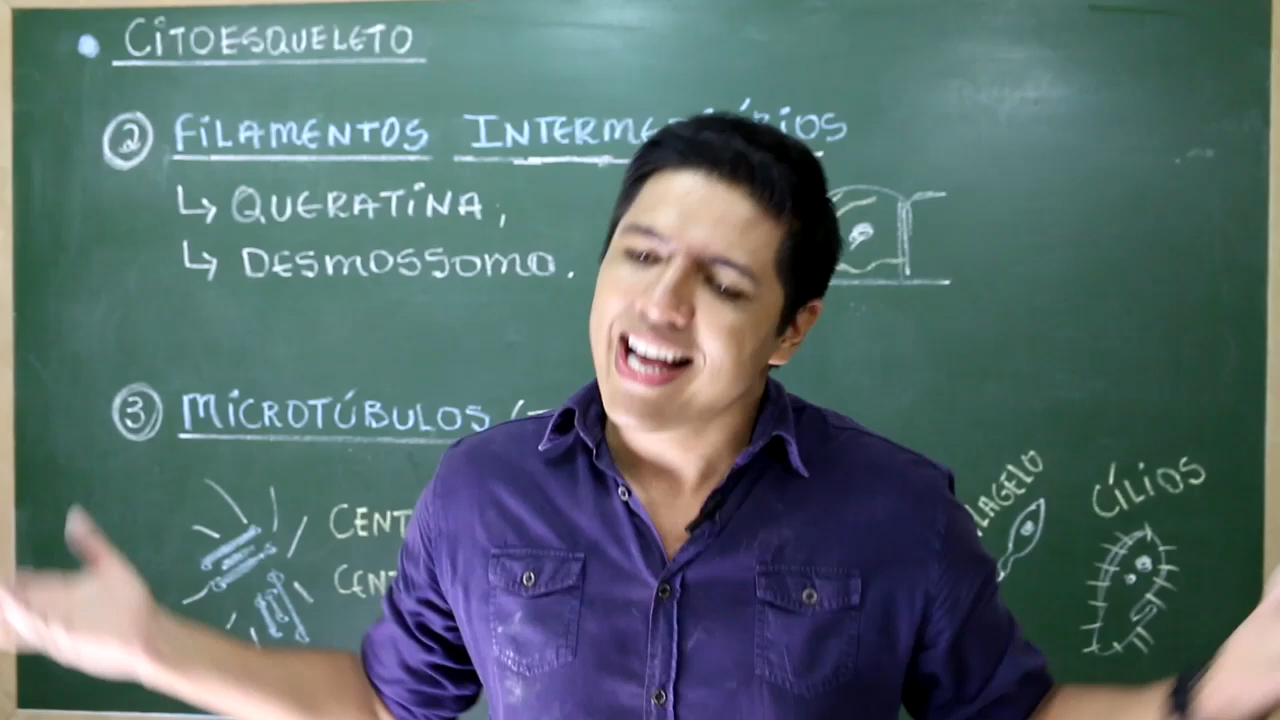 CITOESQUELETO
② FILAMENTOS
↳ QUERATINA;
↳ DESMOSSOMO.
③ MICROTÚBULOS (
CÍLIOS